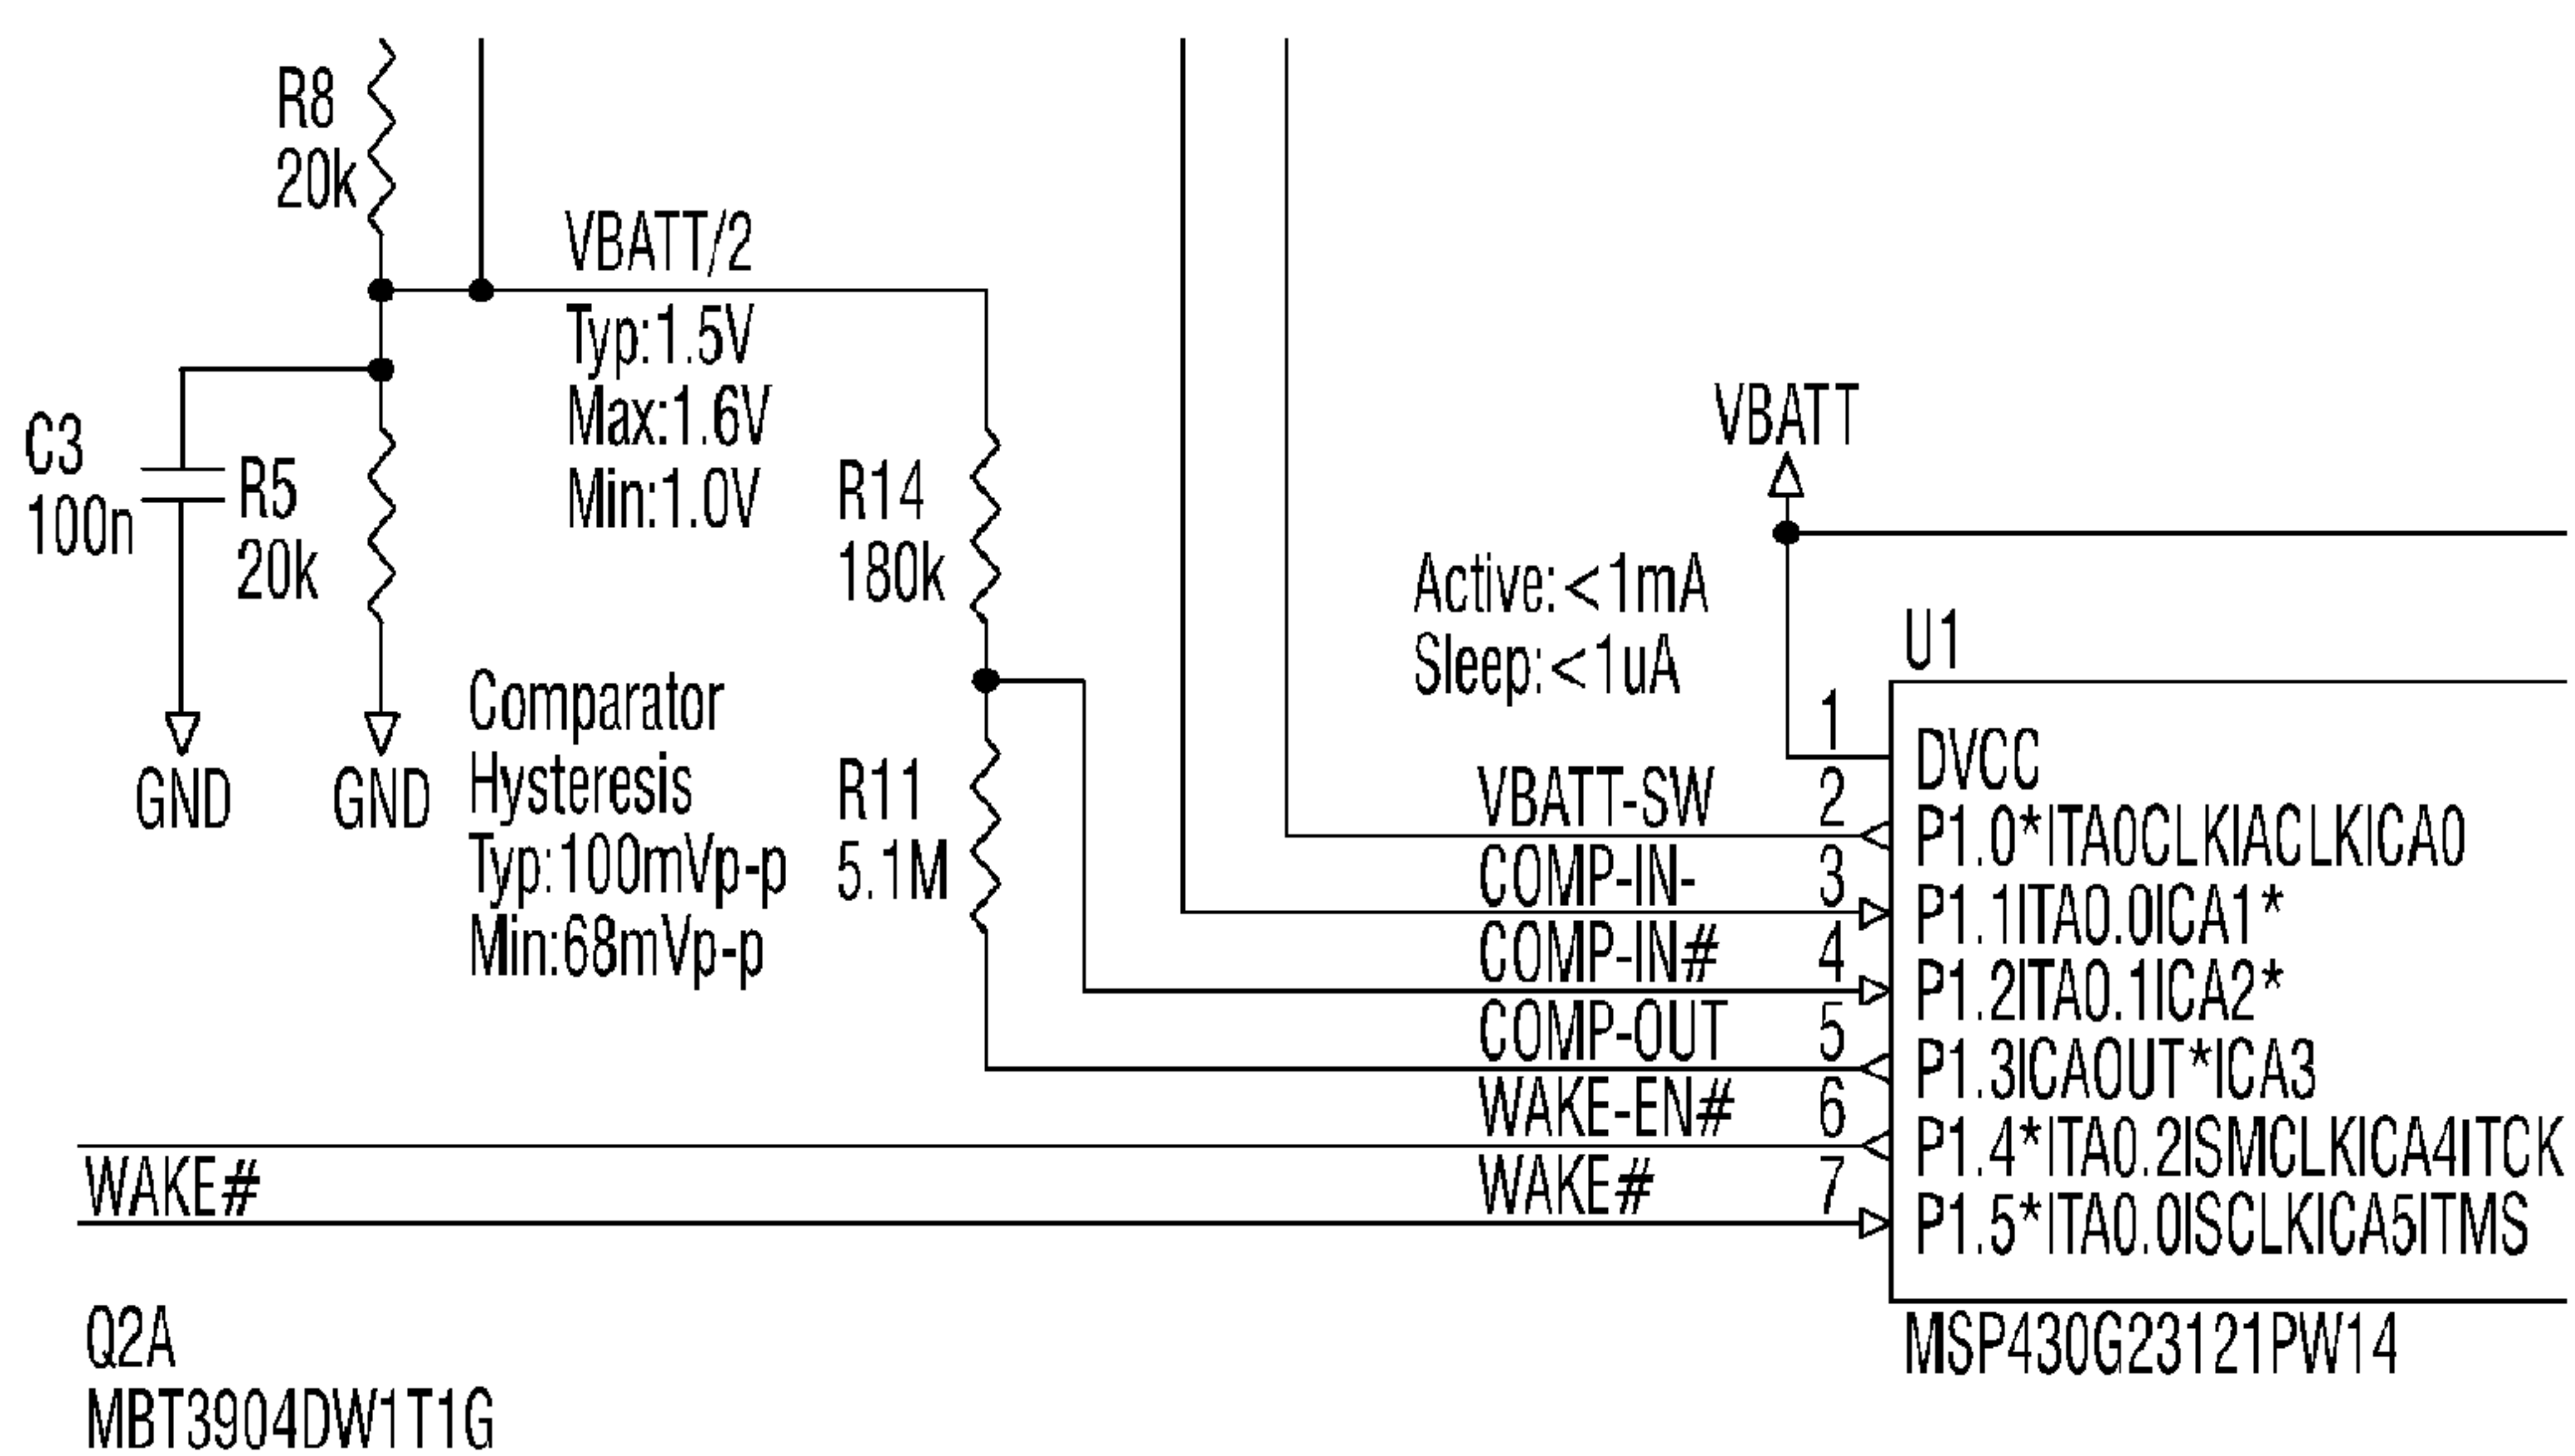 R8
20k
VBATT/2
Typ:1.5V
Max:1.6V
Min:1.0V
C3
100n
R5
20k
GND
GND
R14
180k
Comparator
Hysteresis
Typ:100mVp-p
Min:68mVp-p
R11
5.1M
VBATT
Active:<1mA
Sleep:<1uA
U1
1
DVCC
VBATT-SW
2
P1.0*ITA0CLKIACLKICA0
COMP-IN-
3
P1.1ITA0.0ICA1*
COMP-IN#
4
P1.2ITA0.1ICA2*
COMP-OUT
5
P1.3ICAOUT*ICA3
WAKE-EN#
6
P1.4*ITA0.2ISMCLKICA4ITCK
WAKE#
WAKE#
7
P1.5*ITA0.0ISCLKICA5ITMS
MSP430G23121PW14
Q2A
MBT3904DW1T1G